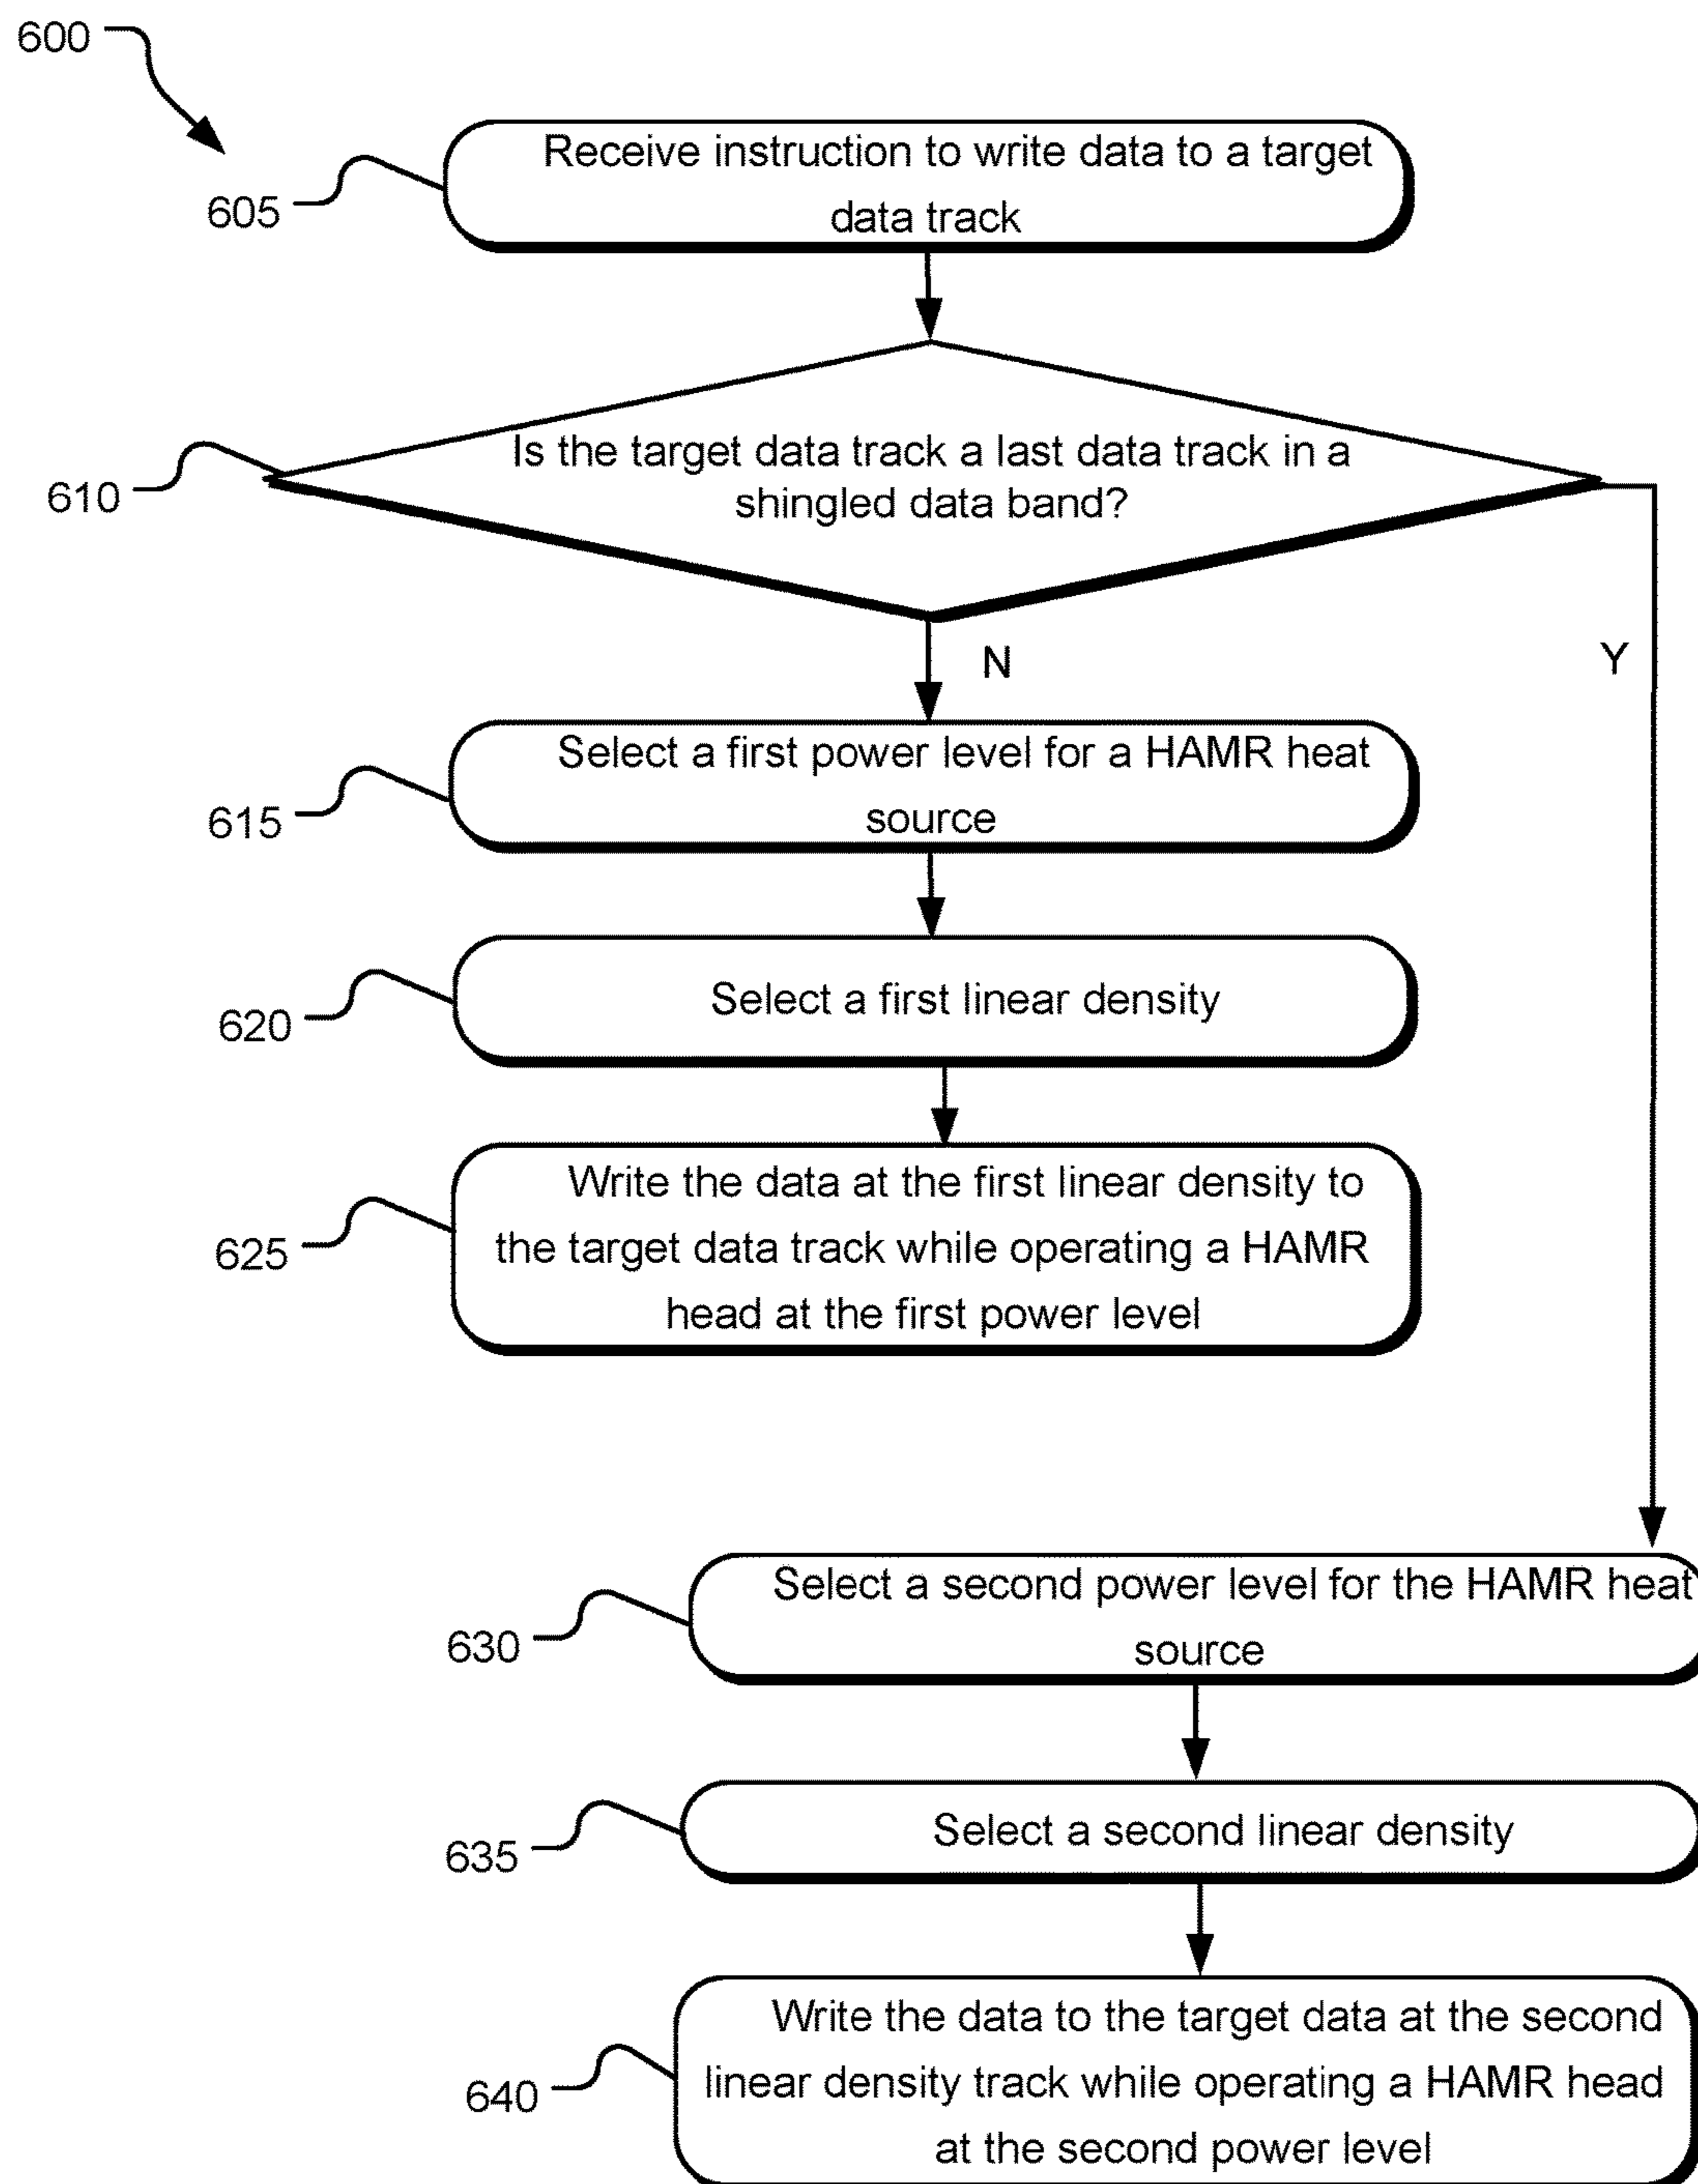 600
605
Receive instruction to write data to a target
data track
610
Is the target data track a last data track in a
shingled data band?
N
Y
615
Select a first power level for a HAMR heat
source
620
Select a first linear density
625
Write the data at the first linear density to
the target data track while operating a HAMR
head at the first power level
630
Select a second power level for the HAMR heat
source
635
Select a second linear density
640
Write the data to the target data at the second
linear density track while operating a HAMR head
at the second power level